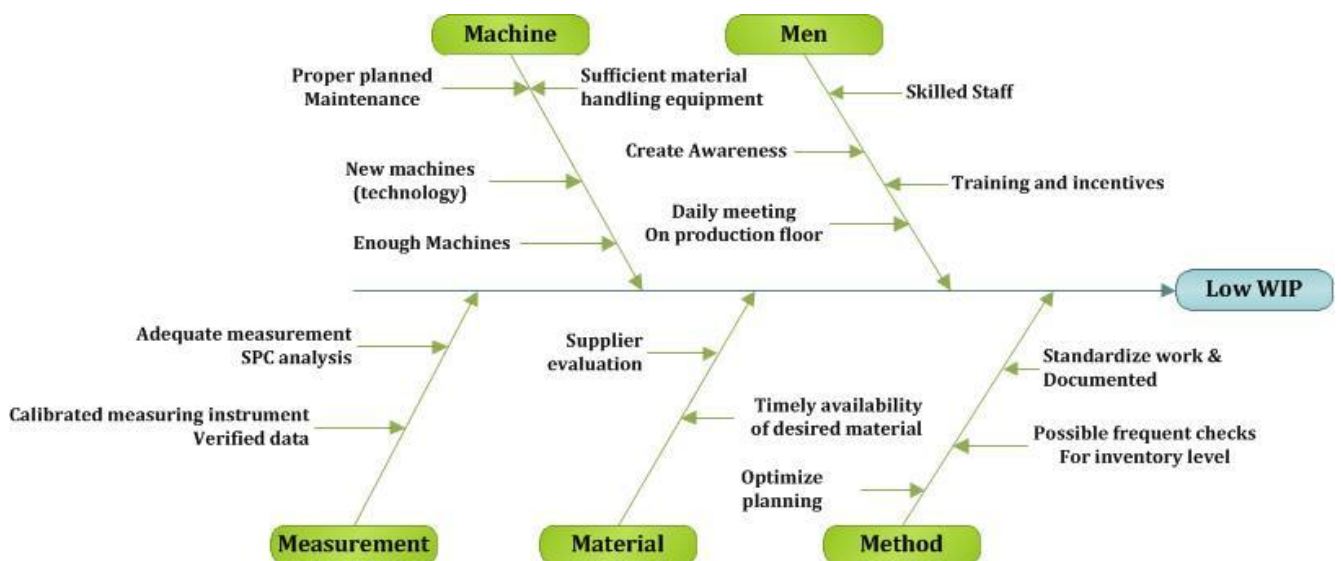 Machine
Men
Proper planned
Maintenance
Sufficient material
handling equipment
Skilled Staff
Create Awareness
New machines
(technology)
Training and incentives
Daily meeting
On production floor
Enough Machines
Low WIP
Adequate measurement
SPC analysis
Supplier
evaluation
Standardize work &
Documented
Calibrated measuring instrument
Verified data
Timely availability
of desired material
Possible frequent checks
For inventory level
Optimize
planning
Measurement
Material
Method